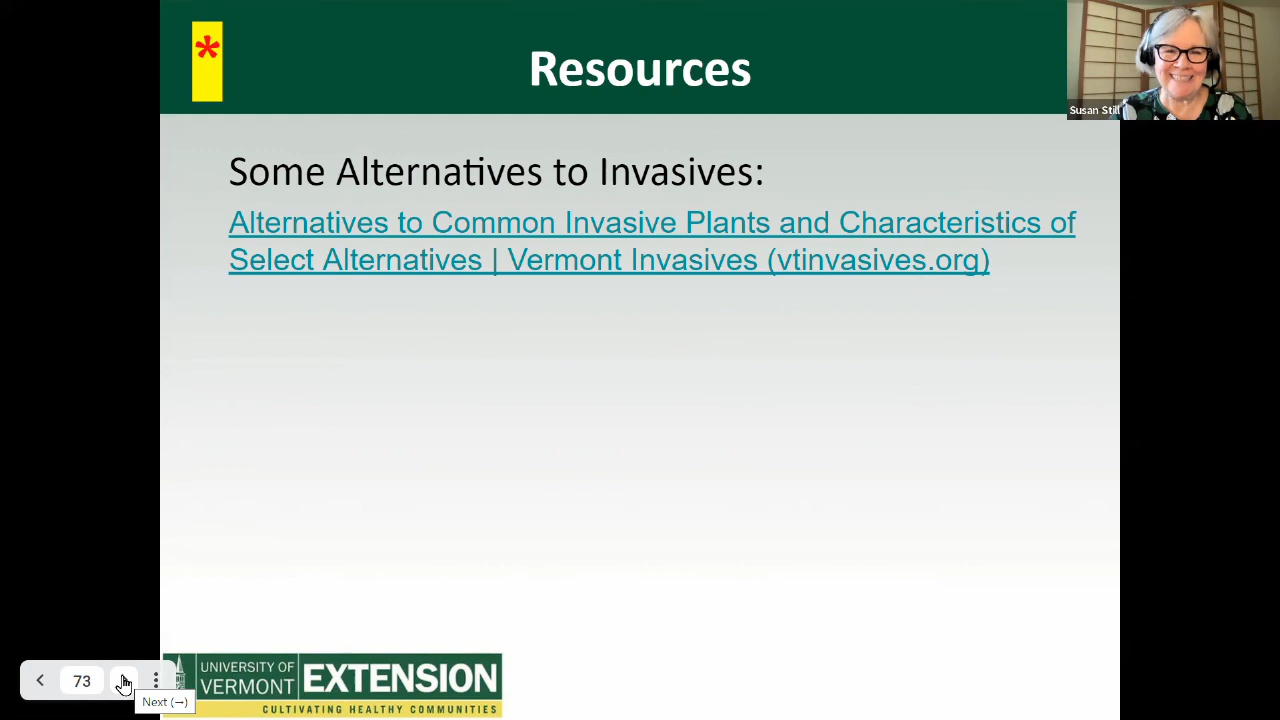 *
Resources
Susan Still
Some Alternatives to Invasives:
Alternatives to Common Invasive Plants and Characteristics of
Select Alternatives | Vermont Invasives (vtinvasives.org)
73
Next (→)
UNIVERSITY OF
VERMONT
EXTENSION
CULTIVATING HEALTHY COMMUNITIES